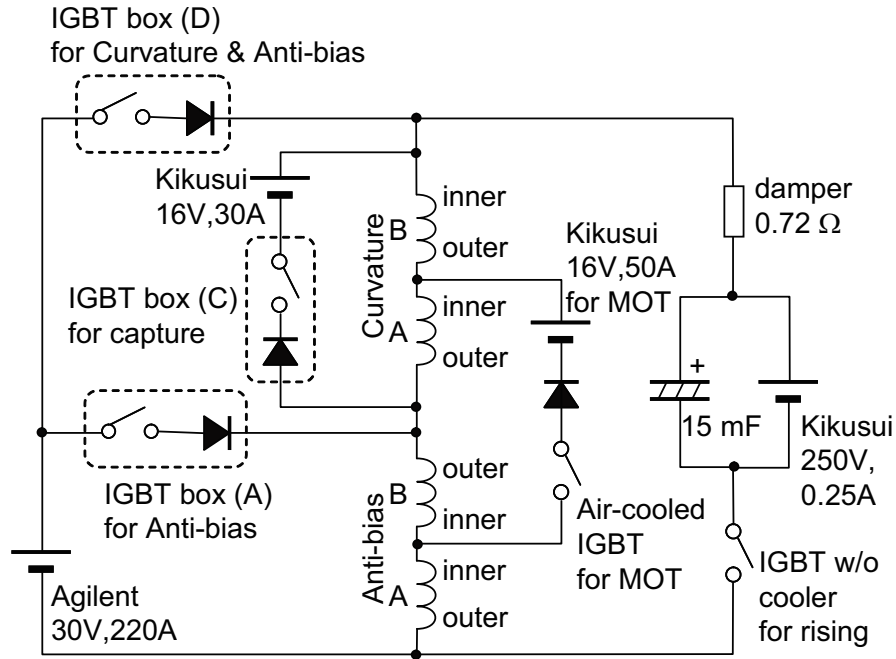 IGBT box (D)
for Curvature & Anti-bias
Kikusui
16V,30A
IGBT box (C)
for capture
Curvature
B
inner
outer
A
inner
outer
Kikusui
16V,50A
for MOT
damper
0.72 Ω
+
15 mF
Kikusui
250V,
0.25A
IGBT box (A)
for Anti-bias
Anti-bias
B
outer
inner
A
inner
outer
Air-cooled
IGBT
for MOT
IGBT w/o
cooler
for rising
Agilent
30V,220A